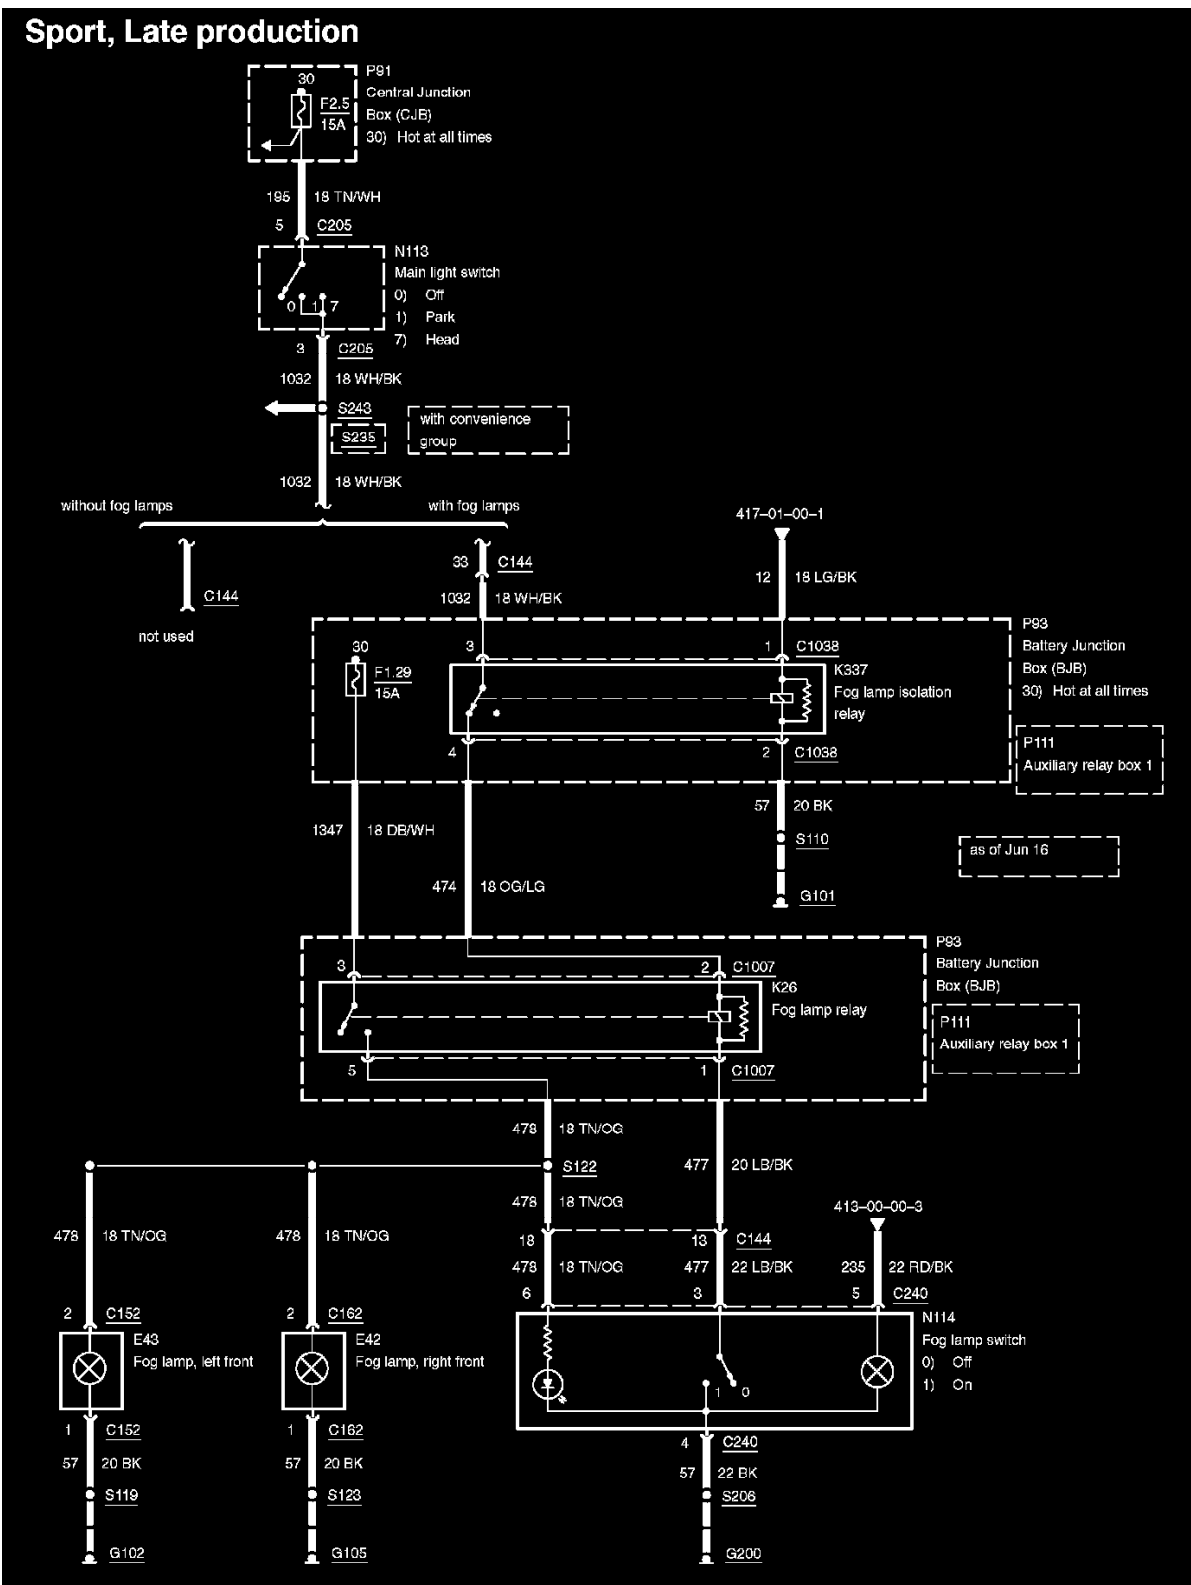 Sport, Late production
30
F2.5
15A
P91
Central Junction
Box (CJB)
30) Hot at all times
195 18 TN/WH
5 C205
N113
Main light switch
0) Off
1) Park
7) Head
0 1 7
3 C205
1032 18 WH/BK
S243
S235
with convenience
group
1032 18 WH/BK
without fog lamps
with fog lamps
417-01-00-1
33 C144
12 18 LG/BK
C144
1032 18 WH/BK
not used
P93
Battery Junction
Box (BJB)
30) Hot at all times
30
F1.29
15A
3
1 C1038
K337
Fog lamp isolation
relay
4
2 C1038
P111
Auxiliary relay box 1
57 20 BK
1347 18 DB/WH
S110
as of Jun 16
474 18 OG/LG
G101
P93
Battery Junction
Box (BJB)
3
2 C1007
K26
Fog lamp relay
P111
Auxiliary relay box 1
5
1 C1007
478 18 TN/OG
S122
477 20 LB/BK
478 18 TN/OG
413-00-00-3
478 18 TN/OG
478 18 TN/OG
18
13 C144
478 18 TN/OG
477 22 LB/BK
235 22 RD/BK
6
3
5 C240
2 C152
2 C162
N114
Fog lamp switch
0) Off
1) On
E43
Fog lamp, left front
E42
Fog lamp, right front
1 0
1 C152
1 C162
4 C240
57 20 BK
57 20 BK
57 22 BK
S119
S123
S206
G102
G105
G200